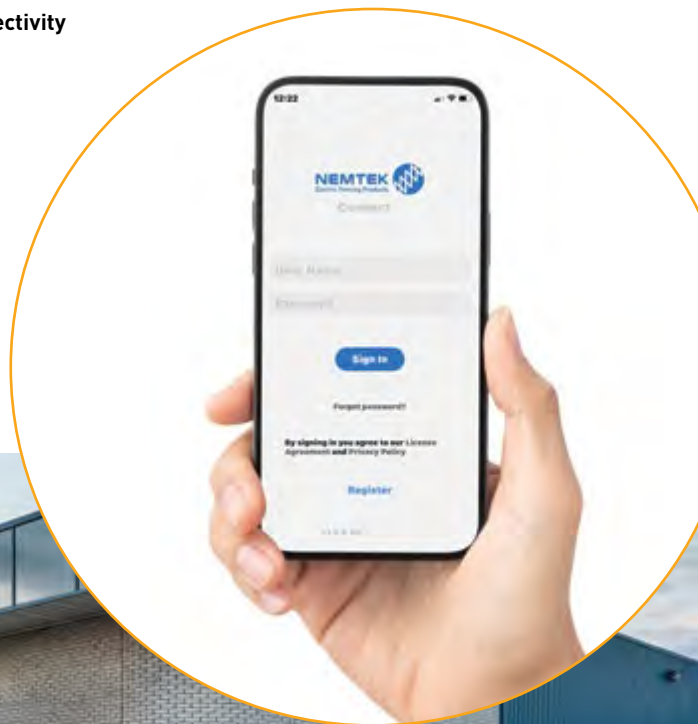 ectivity
12:22
NEMTEK
Electric Fencing Products
Connect
User Name
Password
Sign In
Forgot password?
By signing in you agree to our License
Agreement and Privacy Policy
Register